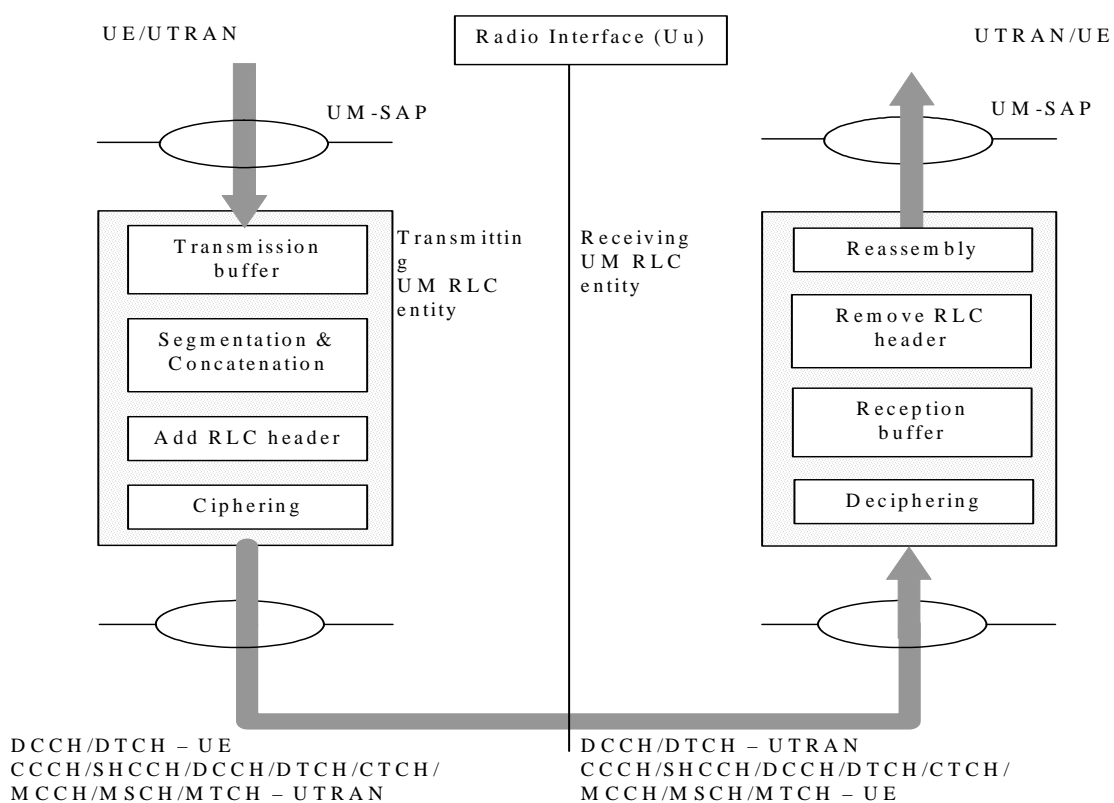 UE/UTRAN
Radio Interface (Uu)
UTRAN/UE
UM-SAP
UM-SAP
Transmission
buffer
Segmentation &
Concatenation
Add RLC header
Ciphering
Transmittin
g
UM RLC
entity
Receiving
UM RLC
entity
Reassembly
Remove RLC
header
Reception
buffer
Deciphering
DCCH/DTCH – UE
CCCH/SHCCH/DCCH/DTCH/CTCH/
MCCH/MSCH/MTCH – UTRAN
DCCH/DTCH – UTRAN
CCCH/SHCCH/DCCH/DTCH/CTCH/
MCCH/MSCH/MTCH – UE